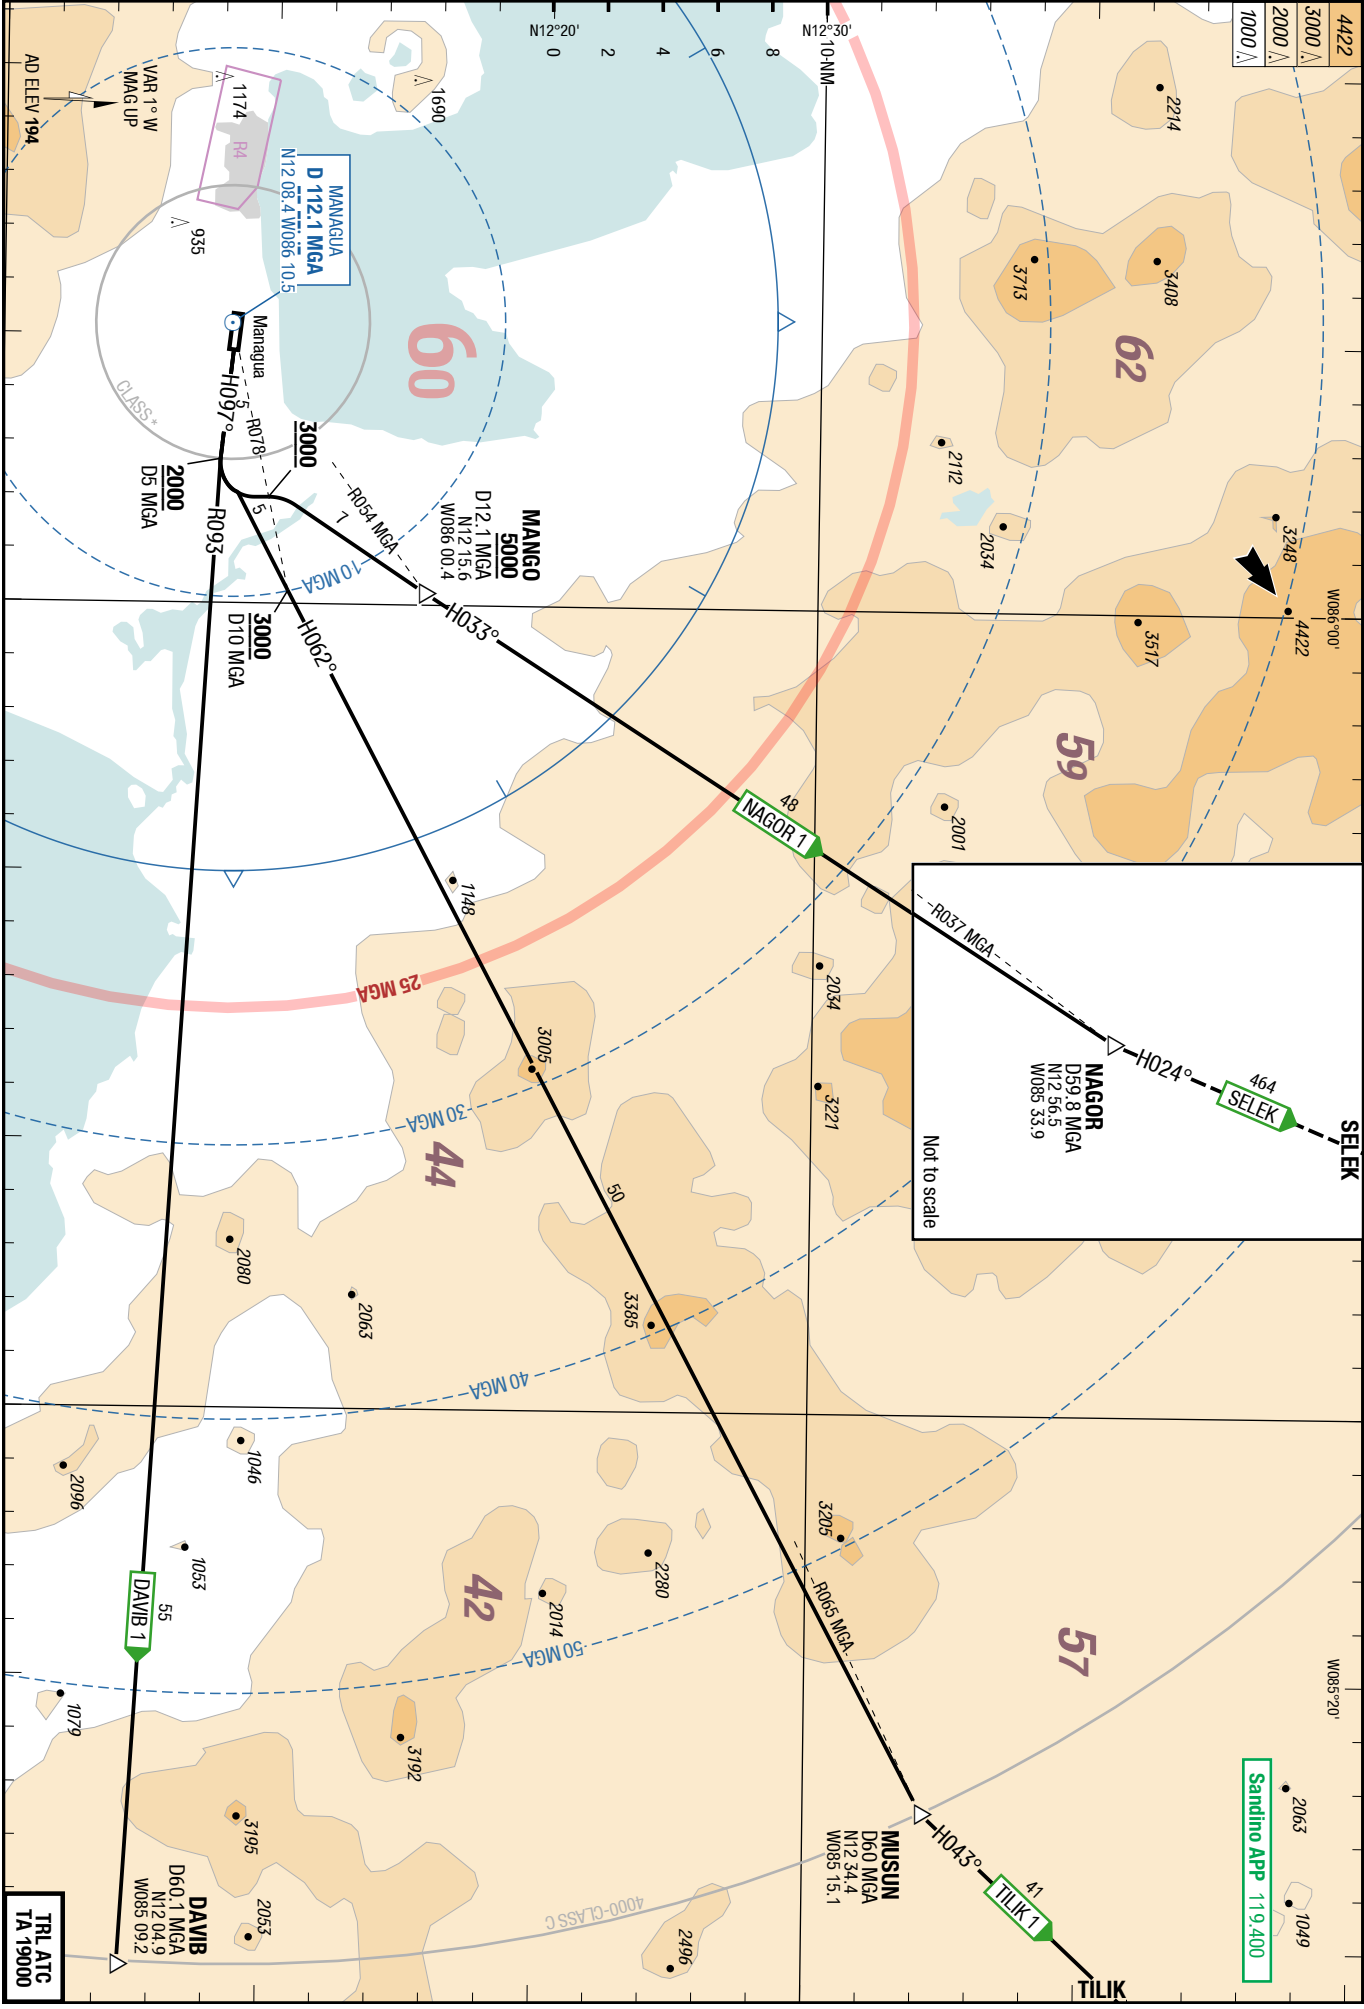 4422
3000
2000
1000
N12°20'
N12°30'
0
2
4
6
8
10-NM
2214
1690
1174
R4
VAR 1° W
MAG UP
AD ELEV 194
MANAGUA
D 112.1 MGA
N12 08.4 W086 10.5
935
3713
3408
62
60
Managua
CLASS*
H097°
5
R078
3000
2000
D5 MGA
R093
5
7
R054 MGA
MANGO
5000
D12.1 MGA
N12 15.6
W086 00.4
10 MGA
2112
2034
3248
4422
W086°00'
3517
3000
D10 MGA
H062°
H033°
59
48
NAGOR 1
2001
1148
25 MGA
2034
R037 MGA
NAGOR
D59.8 MGA
N12 56.5
W085 33.9
H024°
464
SELEK
SELEK
Not to scale
3005
3221
30 MGA
44
50
2080
2063
3385
40 MGA
1046
2096
1053
3205
2280
2014
42
55
DAVIB 1
R065 MGA
50 MGA
57
W085°20'
1079
3192
Sandino APP 119.400
2063
1049
3195
2053
MUSUN
D60 MGA
N12 34.4
W085 15.1
H043°
41
TILIK 1
TILIK
DAVIB
D60.1 MGA
N12 04.9
W085 09.2
4000-CLASS C
2496
TRL ATC
TA 19000